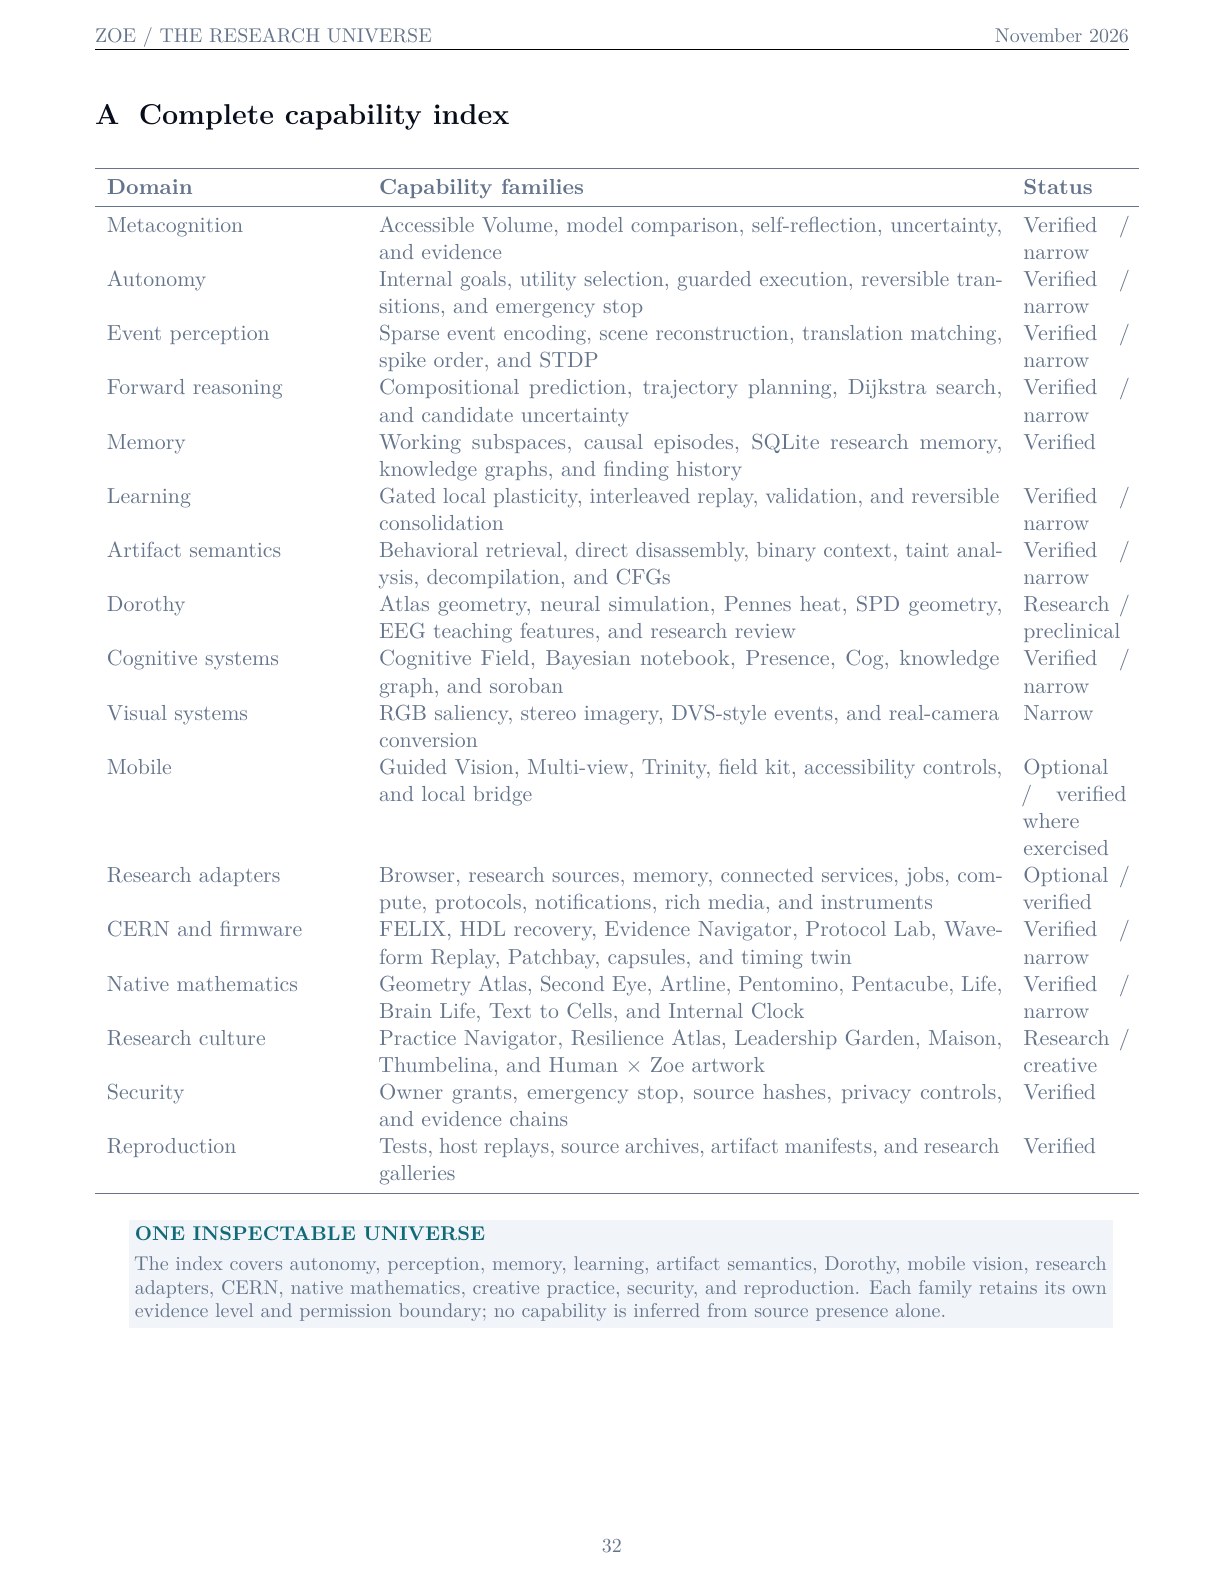 ZOE / THE RESEARCH UNIVERSE November 2026
A Complete capability index
Domain Capability families Status
Metacognition Accessible Volume, model comparison, self-reflection, uncertainty, Verified /
and evidence narrow
Autonomy Internal goals, utility selection, guarded execution, reversible tran- Verified /
sitions, and emergency stop narrow
Event perception Sparse event encoding, scene reconstruction, translation matching, Verified /
spike order, and STDP narrow
Forward reasoning Compositional prediction, trajectory planning, Dijkstra search, Verified /
and candidate uncertainty narrow
Memory Working subspaces, causal episodes, SQLite research memory, Verified
knowledge graphs, and finding history
Learning Gated local plasticity, interleaved replay, validation, and reversible Verified /
consolidation narrow
Artifact semantics Behavioral retrieval, direct disassembly, binary context, taint anal- Verified /
ysis, decompilation, and CFGs narrow
Dorothy Atlas geometry, neural simulation, Pennes heat, SPD geometry, Research /
EEG teaching features, and research review preclinical
Cognitive systems Cognitive Field, Bayesian notebook, Presence, Cog, knowledge Verified /
graph, and soroban narrow
Visual systems RGB saliency, stereo imagery, DVS-style events, and real-camera Narrow
conversion
Mobile Guided Vision, Multi-view, Trinity, field kit, accessibility controls, Optional
and local bridge / verified
where
exercised
Research adapters Browser, research sources, memory, connected services, jobs, com- Optional /
pute, protocols, notifications, rich media, and instruments verified
CERN and firmware FELIX, HDL recovery, Evidence Navigator, Protocol Lab, Wave- Verified /
form Replay, Patchbay, capsules, and timing twin narrow
Native mathematics Geometry Atlas, Second Eye, Artline, Pentomino, Pentacube, Life, Verified /
Brain Life, Text to Cells, and Internal Clock narrow
Research culture Practice Navigator, Resilience Atlas, Leadership Garden, Maison, Research /
Thumbelina, and Human × Zoe artwork creative
Security Owner grants, emergency stop, source hashes, privacy controls, Verified
and evidence chains
Reproduction Tests, host replays, source archives, artifact manifests, and research Verified
galleries
ONE INSPECTABLE UNIVERSE
The index covers autonomy, perception, memory, learning, artifact semantics, Dorothy, mobile vision, research
adapters, CERN, native mathematics, creative practice, security, and reproduction. Each family retains its own
evidence level and permission boundary; no capability is inferred from source presence alone.
32